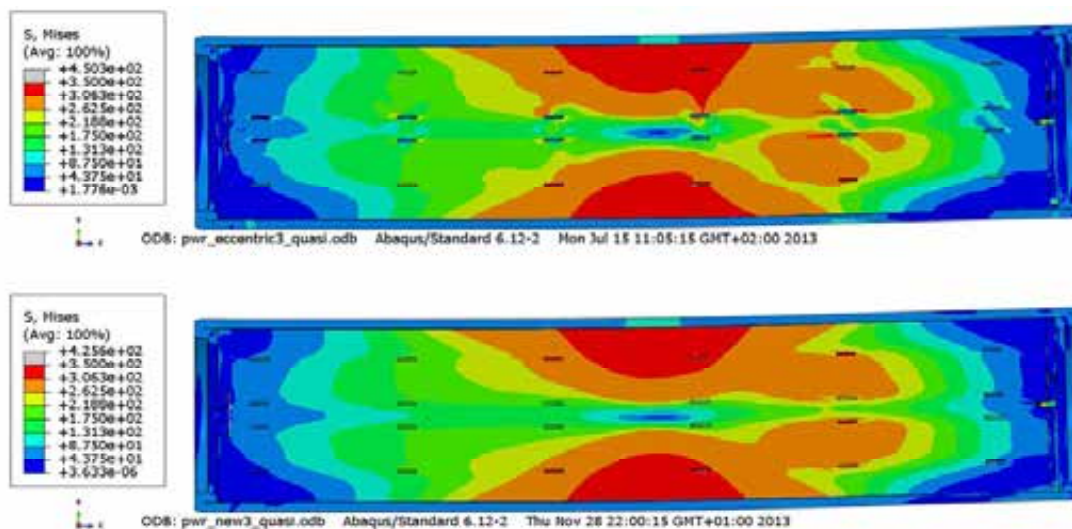 S, Mises
(Avg: 100%)
+4.503e+02
+3.500e+02
+3.063e+02
+2.625e+02
+2.188e+02
+1.750e+02
+1.313e+02
+8.750e+01
+4.375e+01
+1.776e-03
ODB: pwr_eccentric3_quasi.odb Abaqus/Standard 6.12-2 Mon Jul 15 11:05:15 GMT+02:00 2013
S, Mises
(Avg: 100%)
+4.256e+02
+3.500e+02
+3.063e+02
+2.625e+02
+2.188e+02
+1.750e+02
+1.313e+02
+8.750e+01
+4.375e+01
+3.633e-06
ODB: pwr_new3_quasi.odb Abaqus/Standard 6.12-2 Thu Nov 28 22:00:15 GMT+01:00 2013